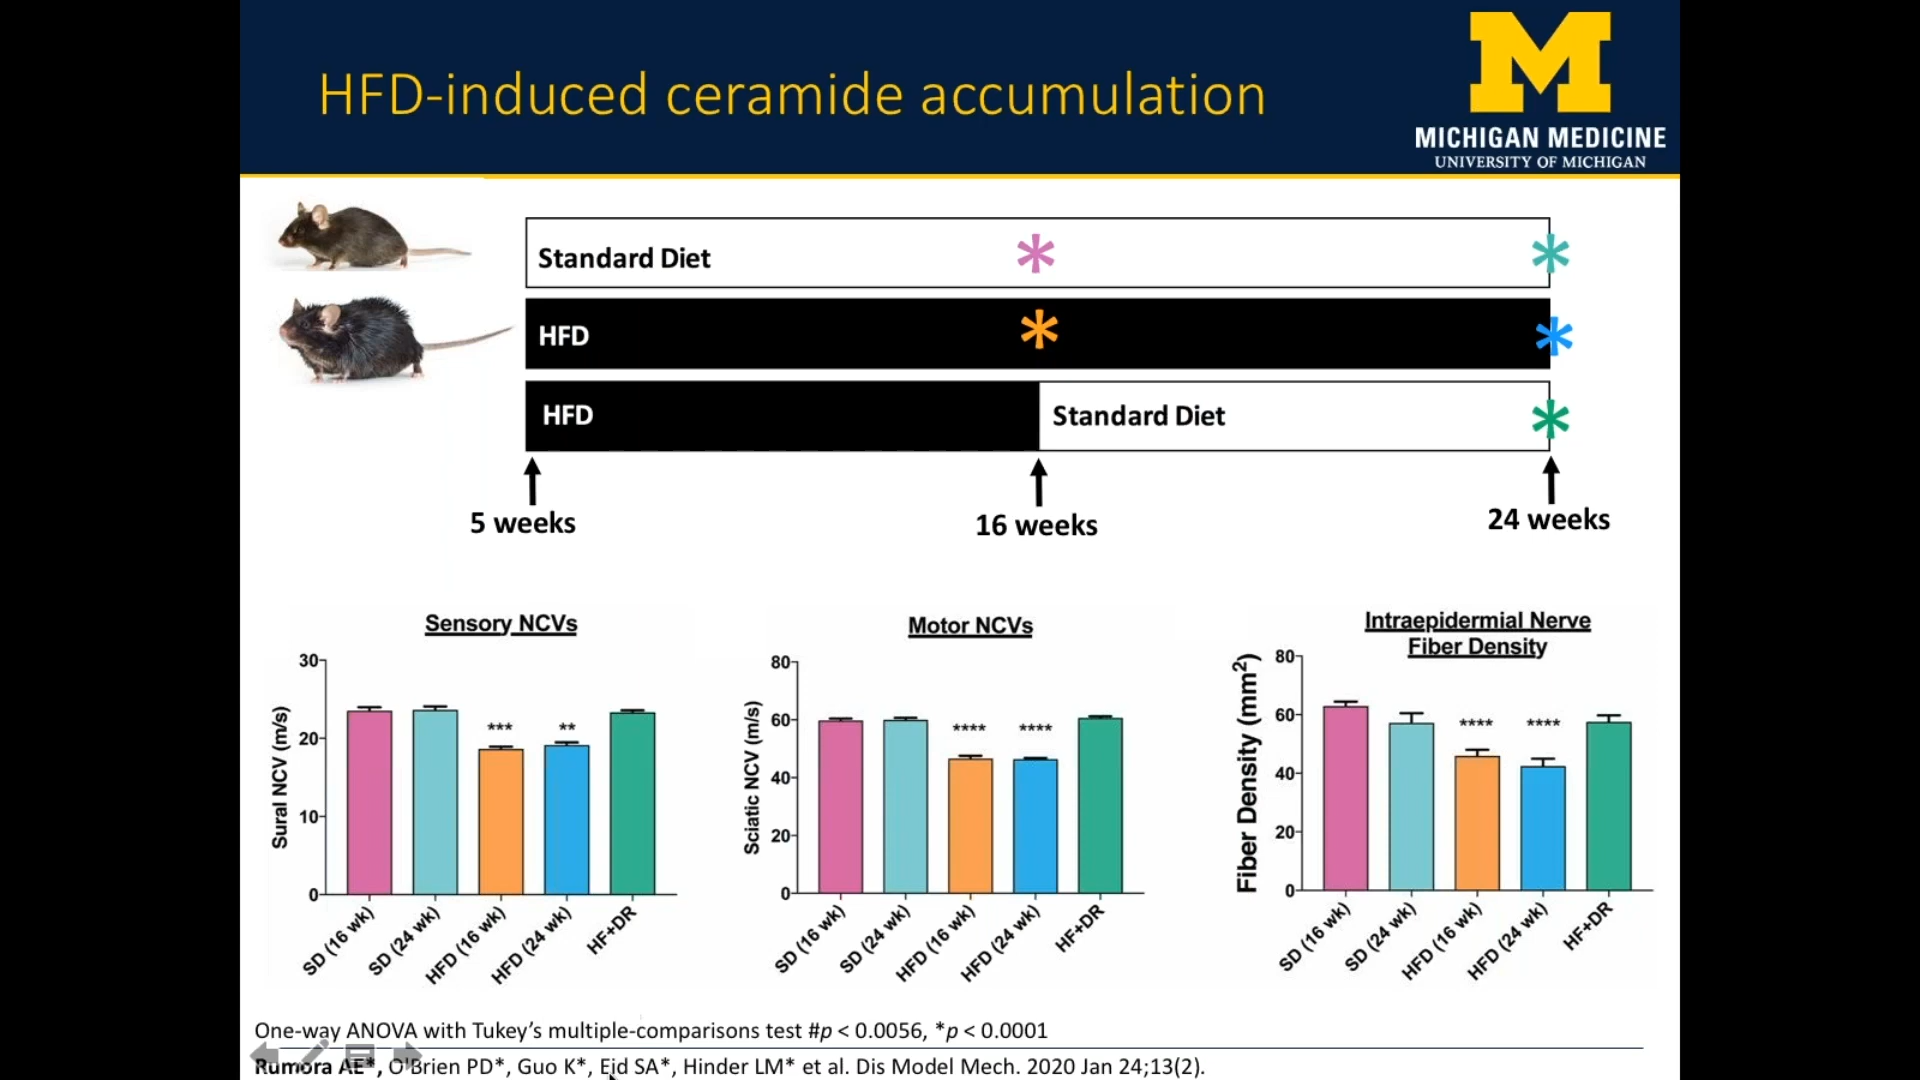 HFD-induced ceramide accumulation
M
MICHIGAN MEDICINE
UNIVERSITY OF MICHIGAN
Standard Diet * *
HFD * *
HFD Standard Diet *
5 weeks 16 weeks 24 weeks
Sensory NCVs
Sural NCV (m/s)
30
20
10
0
*** **
SD (16 wk) SD (24 wk) HFD (16 wk) HFD (24 wk) HF+DR
Motor NCVs
Sciatic NCV (m/s)
80
60
40
20
0
**** ****
SD (16 wk) SD (24 wk) HFD (16 wk) HFD (24 wk) HF+DR
Intraepidermial Nerve
Fiber Density
Fiber Density (mm²)
80
60
40
20
0
**** ****
SD (16 wk) SD (24 wk) HFD (16 wk) HFD (24 wk) HF+DR
One-way ANOVA with Tukey's multiple-comparisons test #p < 0.0056, *p < 0.0001
Rumora AE*, O'Brien PD*, Guo K*, Eid SA*, Hinder LM* et al. Dis Model Mech. 2020 Jan 24;13(2).